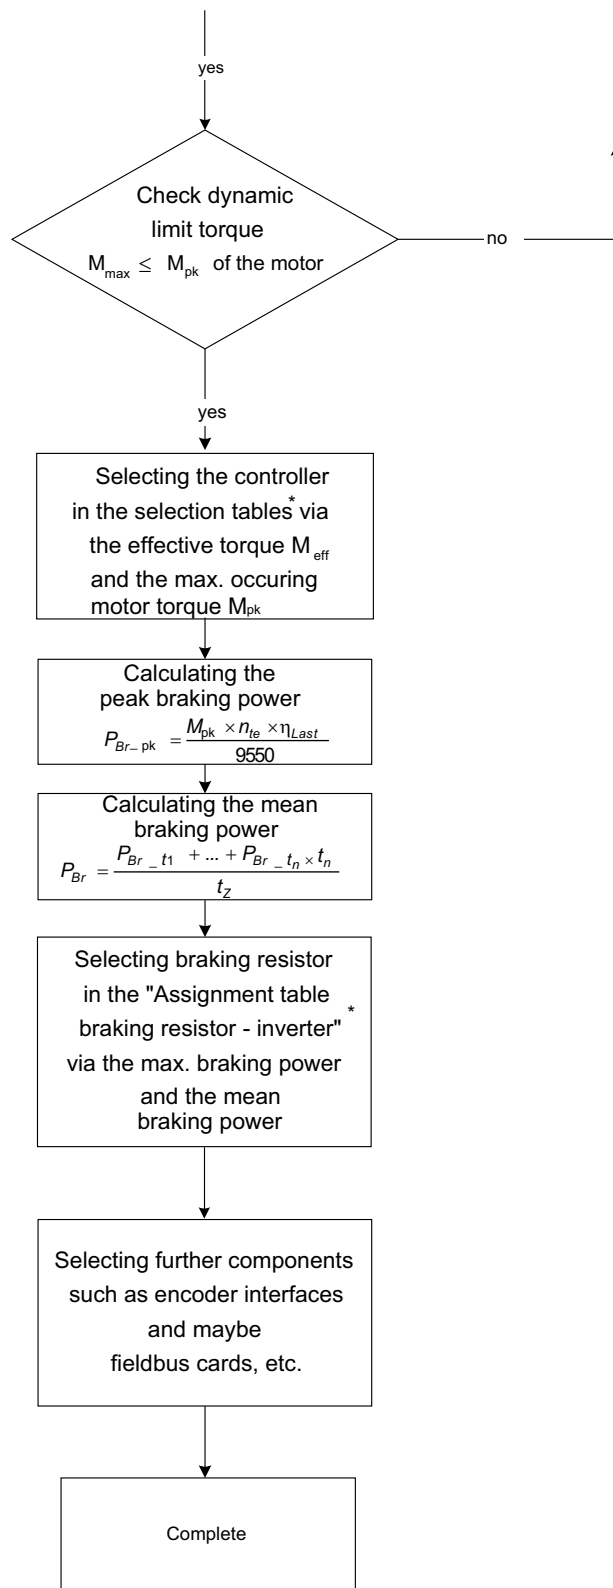 yes
Check dynamic
limit torque
M_max ≤ M_pk of the motor
no
yes
Selecting the controller
in the selection tables* via
the effective torque M_eff
and the max. occuring
motor torque M_pk
Calculating the
peak braking power
P_Br_pk = (M_pk × n_te × η_Last) / 9550
Calculating the mean
braking power
P_Br = (P_Br_t1 + ... + P_Br_t_n × t_n) / t_Z
Selecting braking resistor
in the "Assignment table
braking resistor - inverter" *
via the max. braking power
and the mean
braking power
Selecting further components
such as encoder interfaces
and maybe
fieldbus cards, etc.
Complete